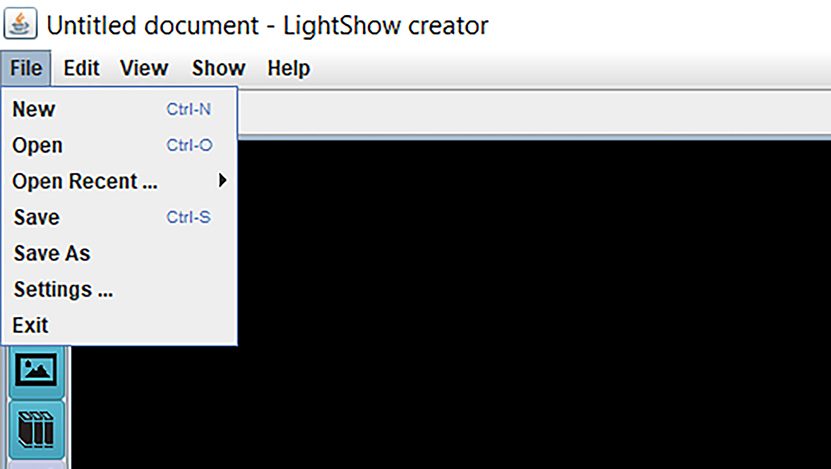 Untitled document - LightShow creator
File Edit View Show Help
New Ctrl-N
Open Ctrl-O
Open Recent ...
Save Ctrl-S
Save As
Settings ...
Exit